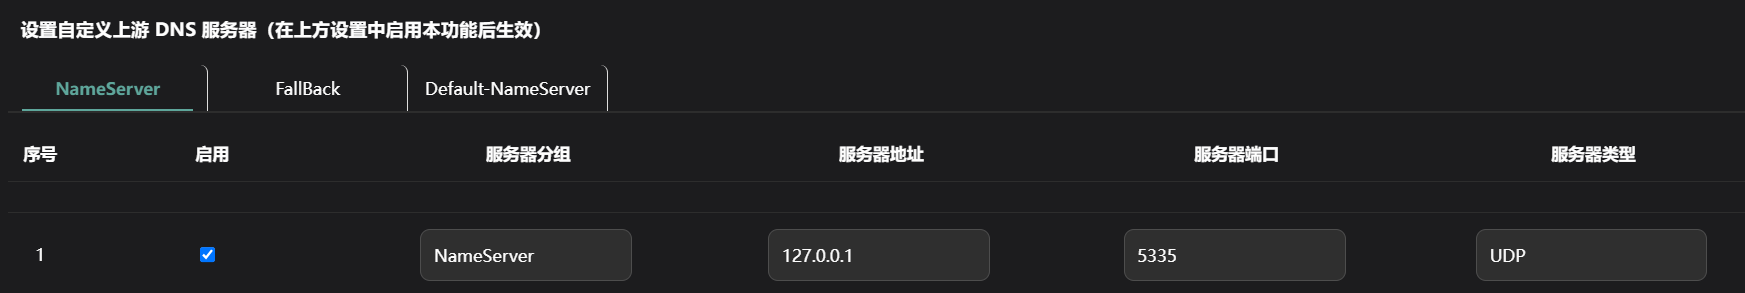 设置自定义上游 DNS 服务器（在上方设置中启用本功能后生效）
NameServer FallBack Default-NameServer
序号 启用 服务器分组 服务器地址 服务器端口 服务器类型
1 NameServer 127.0.0.1 5335 UDP